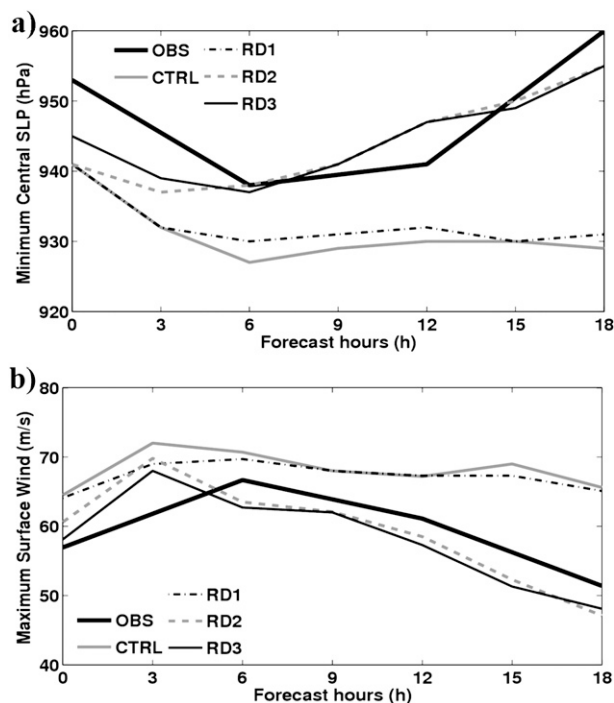 a)
960
950
940
930
920
Minimum Central SLP (hPa)
OBS
CTRL
RD1
RD2
RD3
0 3 6 9 12 15 18
Forecast hours (h)
b)
80
70
60
50
40
Maximum Surface Wind (m/s)
OBS
CTRL
RD1
RD2
RD3
0 3 6 9 12 15 18
Forecast hours (h)